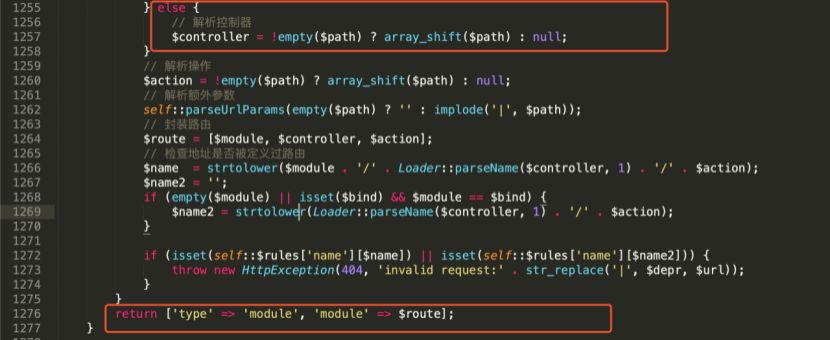 1255 } else {
1256 // 解析控制器
1257 $controller = !empty($path) ? array_shift($path) : null;
1258 }
1259 // 解析操作
1260 $action = !empty($path) ? array_shift($path) : null;
1261 // 解析额外参数
1262 self::parseUrlParams(empty($path) ? '' : implode('|', $path));
1263 // 封装路由
1264 $route = [$module, $controller, $action];
1265 // 检查地址是否被定义过路由
1266 $name = strtolower($module . '/' . Loader::parseName($controller, 1) . '/' . $action);
1267 $name2 = '';
1268 if (empty($module) || isset($bind) && $module == $bind) {
1269 $name2 = strtolower(Loader::parseName($controller, 1) . '/' . $action);
1270 }
1271
1272 if (isset(self::$rules['name'][$name]) || isset(self::$rules['name'][$name2])) {
1273 throw new HttpException(404, 'invalid request:' . str_replace('|', $depr, $url));
1274 }
1275 }
1276 return ['type' => 'module', 'module' => $route];
1277 }